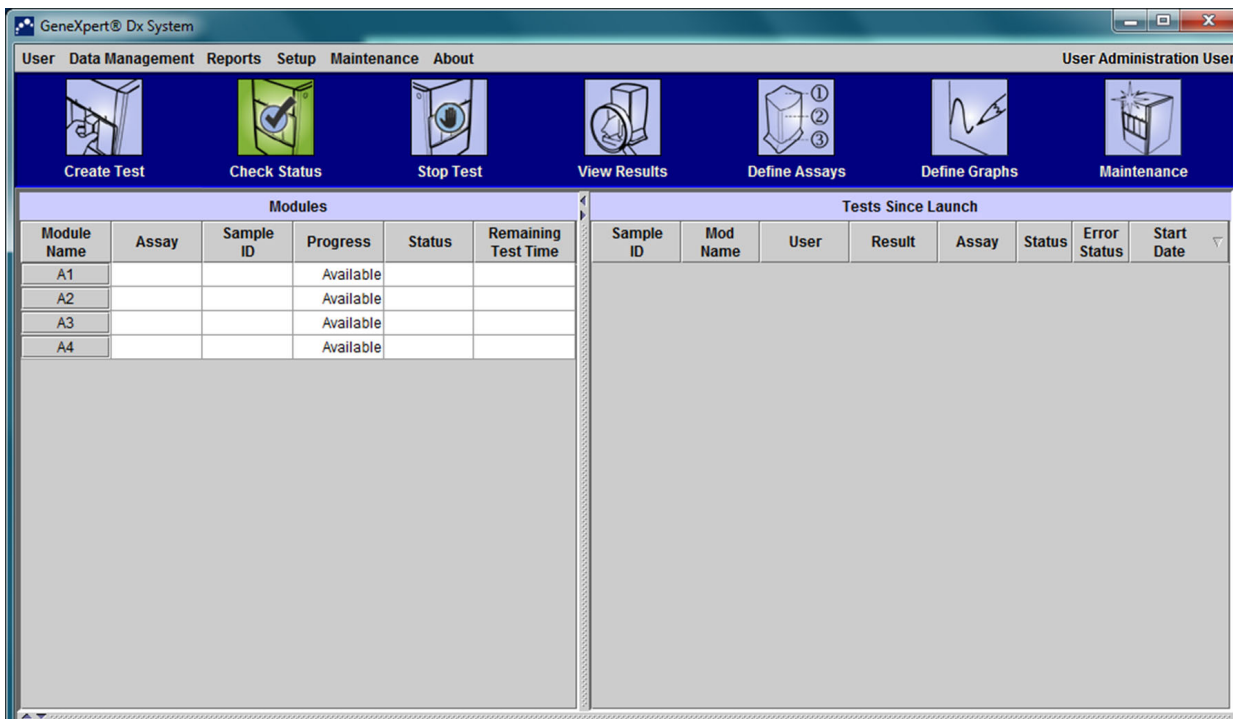 GeneXpert® Dx System
User Data Management Reports Setup Maintenance About User Administration User
Create Test Check Status Stop Test View Results Define Assays Define Graphs Maintenance
①
②
③
Modules
Module Name Assay Sample ID Progress Status Remaining Test Time
A1 Available
A2 Available
A3 Available
A4 Available
Tests Since Launch
Sample ID Mod Name User Result Assay Status Error Status Start Date